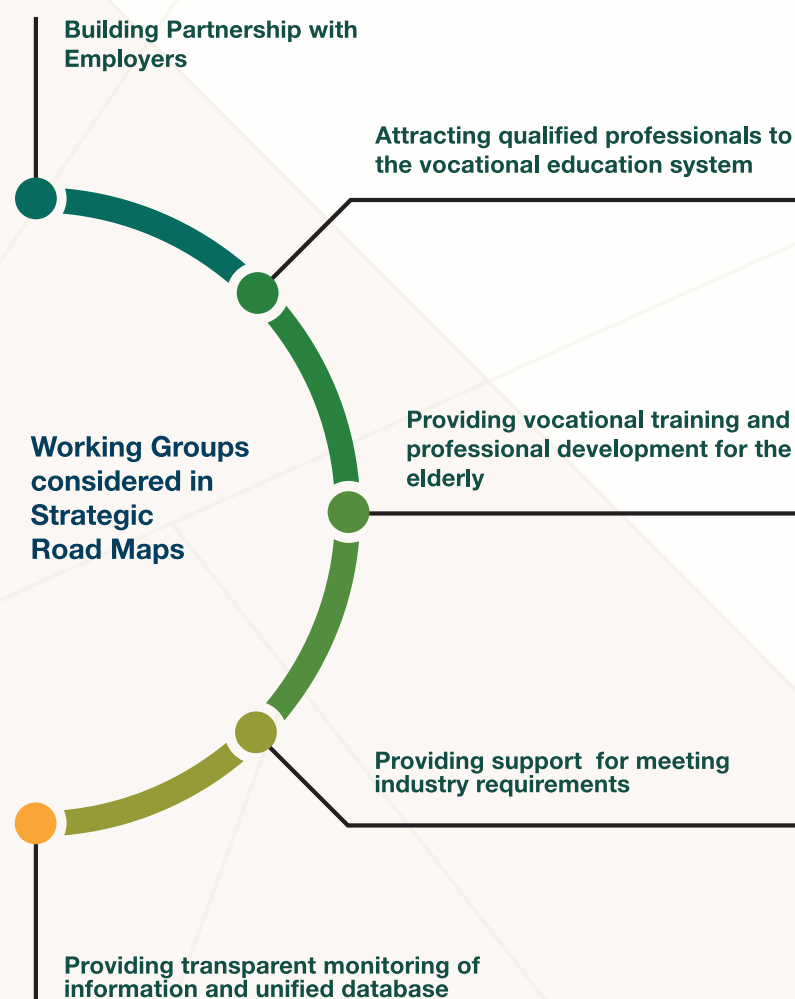 Building Partnership with
Employers
Attracting qualified professionals to
the vocational education system
Providing vocational training and
professional development for the
elderly
Working Groups
considered in
Strategic
Road Maps
Providing support  for meeting
industry requirements
Providing transparent monitoring of
information and unified database